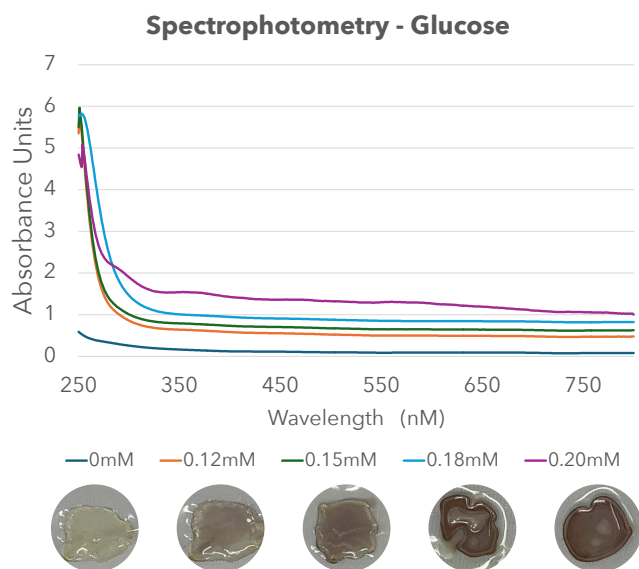 Spectrophotometry - Glucose
Absorbance Units
7
6
5
4
3
2
1
0
250 350 450 550 650 750
Wavelength (nM)
0mM 0.12mM 0.15mM 0.18mM 0.20mM